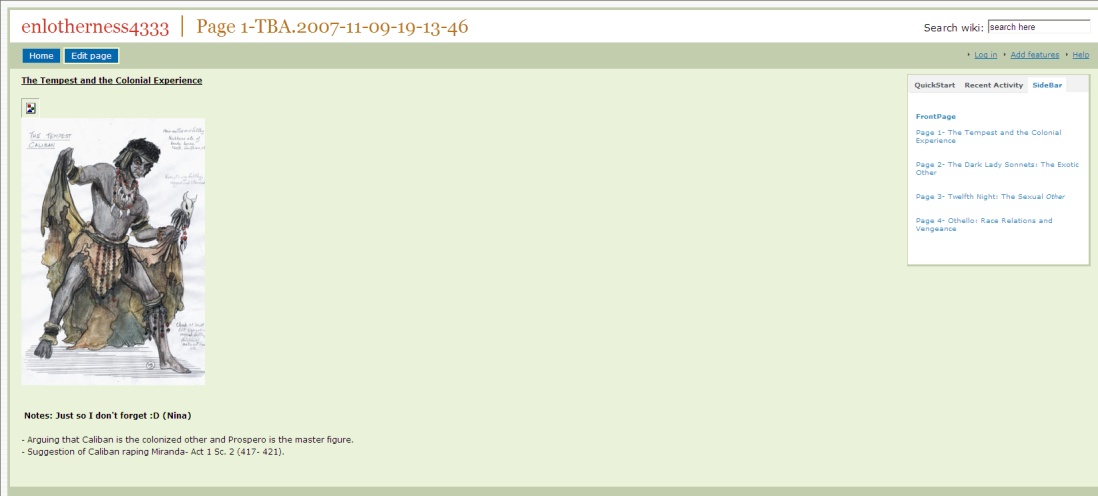 enlotherness4333 | Page 1-TBA.2007-11-09-19-13-46
Search wiki: search here
Home Edit page
Log in Add features Help
The Tempest and the Colonial Experience
QuickStart Recent Activity SideBar
FrontPage
Page 1- The Tempest and the Colonial
Experience
Page 2- The Dark Lady Sonnets: The Exotic
Other
Page 3- Twelfth Night: The Sexual Other
Page 4- Othello: Race Relations and
Vengeance
THE TEMPEST
CALIBAN
Notes: Just so I don't forget :D (Nina)
- Arguing that Caliban is the colonized other and Prospero is the master figure.
- Suggestion of Caliban raping Miranda- Act 1 Sc. 2 (417- 421).